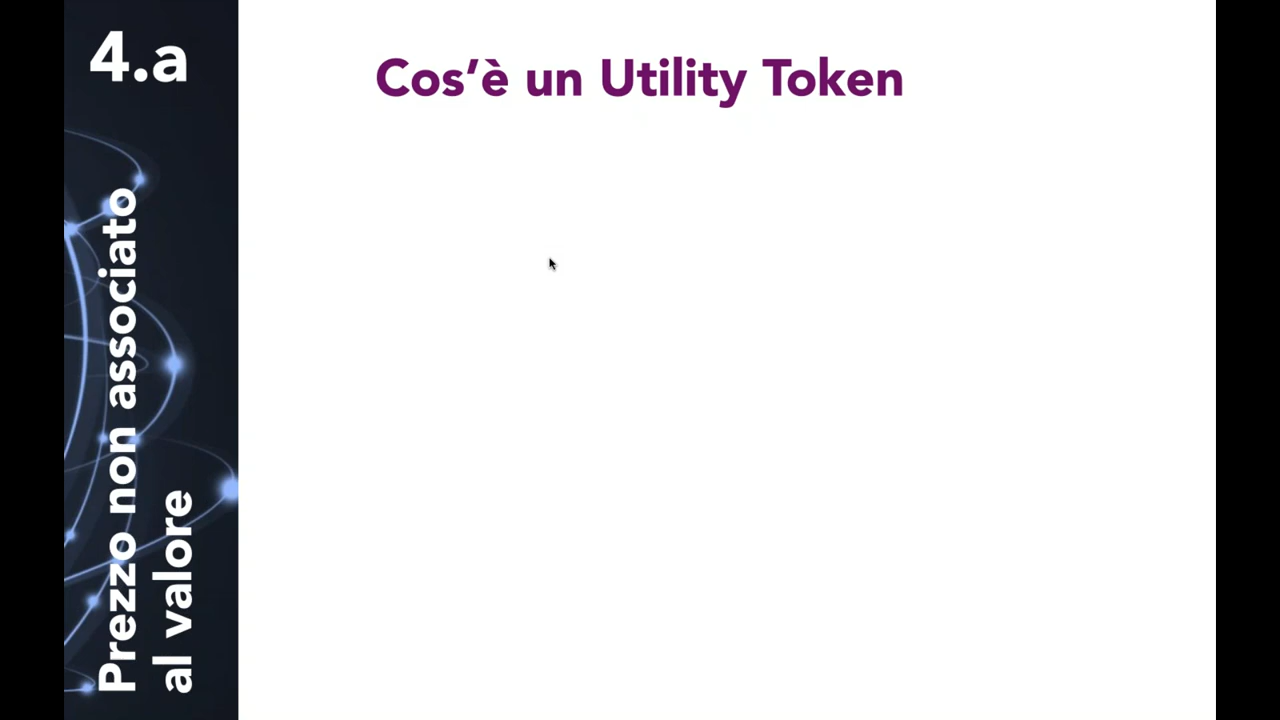 4.a
Prezzo non associato
al valore
Cos’è un Utility Token